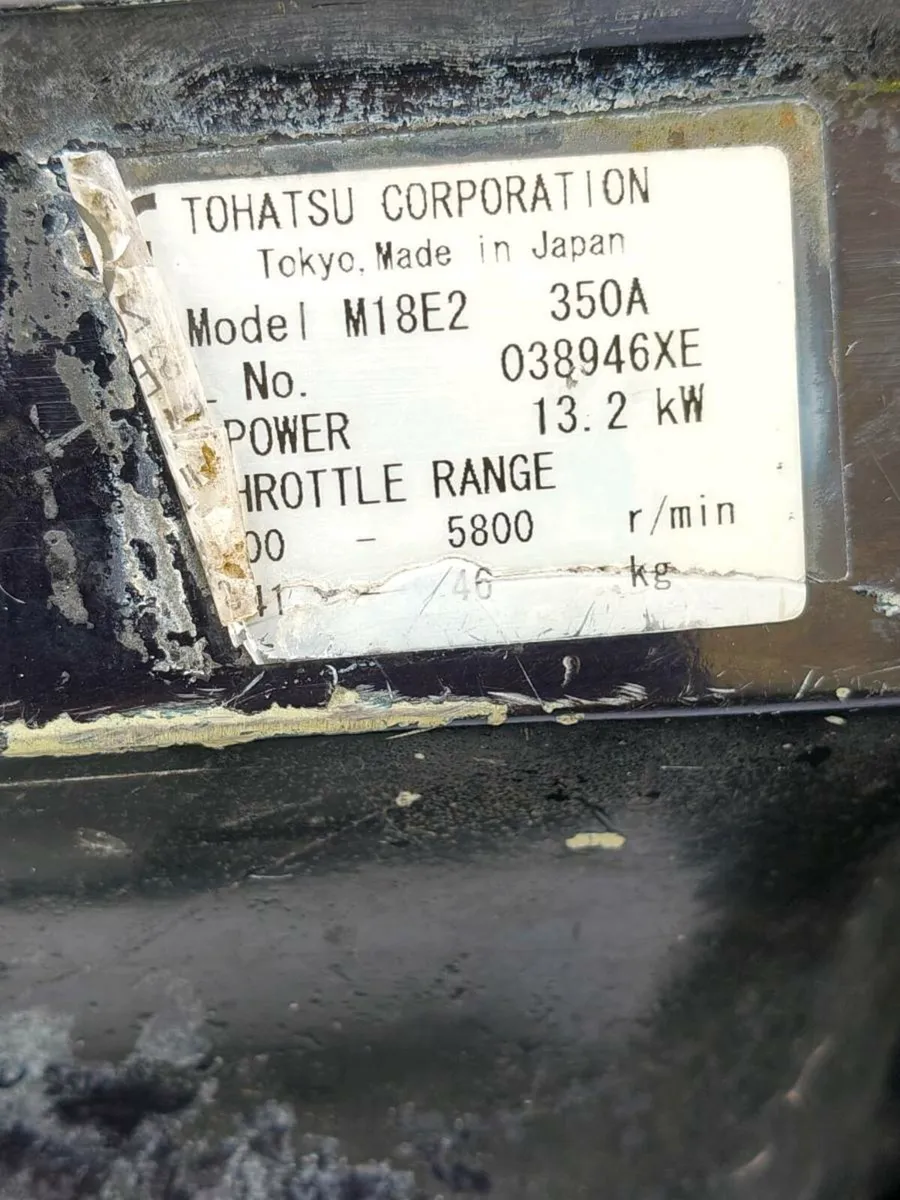 TOHATSU CORPORATION
Tokyo, Made in Japan
Model M18E2 350A
No. 038946XE
POWER 13.2 kW
HROTTLE RANGE
00 - 5800 r/min
41 - 46 kg